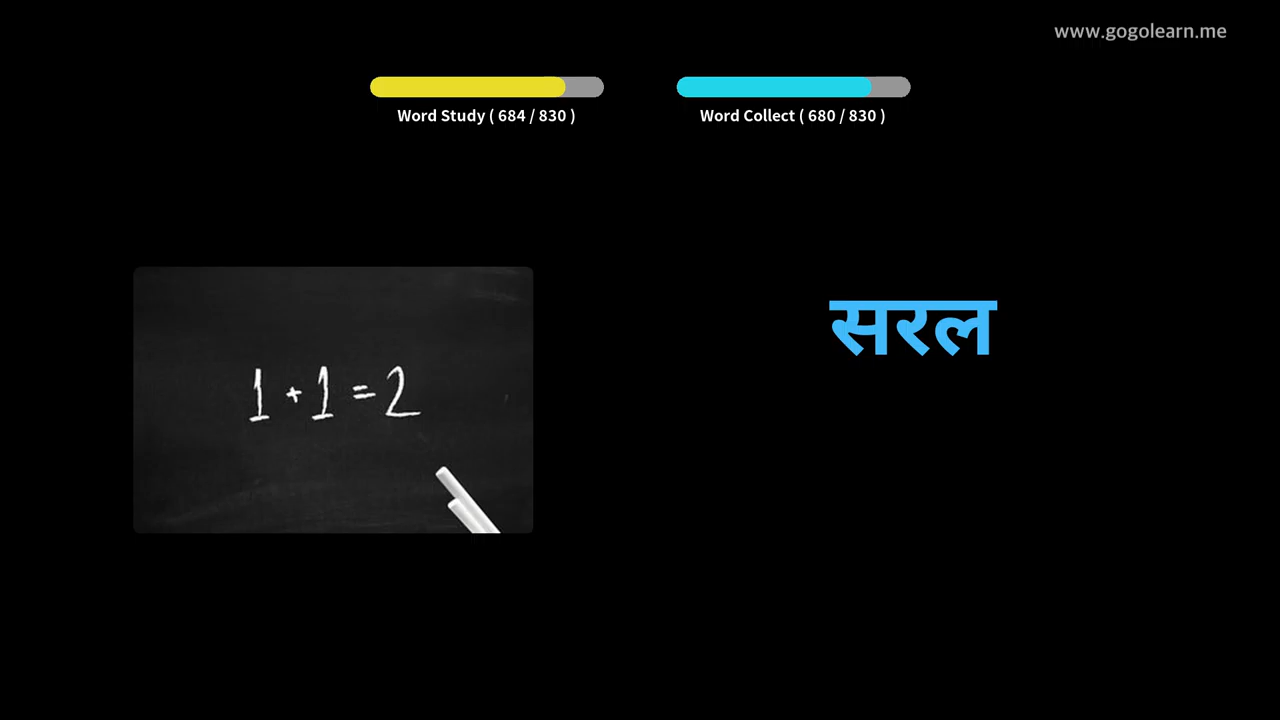 www.gogolearn.me
Word Study ( 684 / 830 )
Word Collect ( 680 / 830 )
सरल
1 + 1 = 2